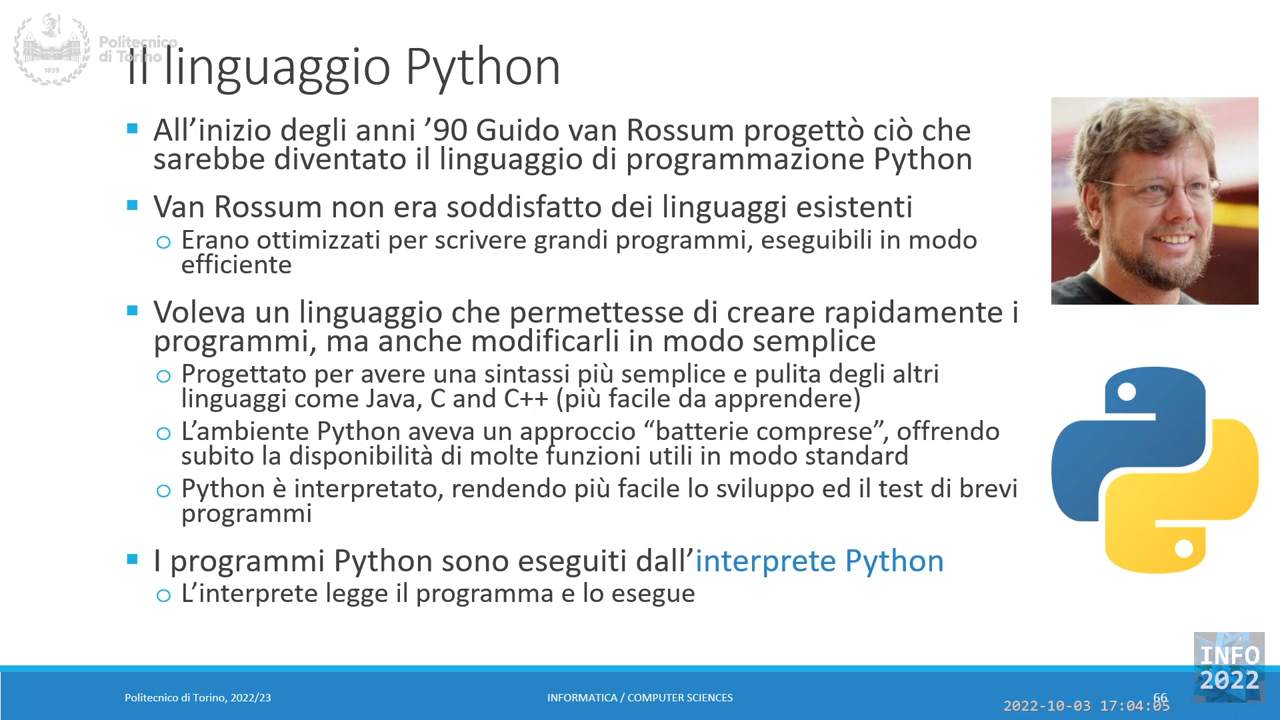 Politecnico
di Torino
1859
Il linguaggio Python
All’inizio degli anni ’90 Guido van Rossum progettò ciò che
sarebbe diventato il linguaggio di programmazione Python
Van Rossum non era soddisfatto dei linguaggi esistenti
Erano ottimizzati per scrivere grandi programmi, eseguibili in modo
efficiente
Voleva un linguaggio che permettesse di creare rapidamente i
programmi, ma anche modificarli in modo semplice
Progettato per avere una sintassi più semplice e pulita degli altri
linguaggi come Java, C and C++ (più facile da apprendere)
L’ambiente Python aveva un approccio “batterie comprese”, offrendo
subito la disponibilità di molte funzioni utili in modo standard
Python è interpretato, rendendo più facile lo sviluppo ed il test di brevi
programmi
I programmi Python sono eseguiti dall’interprete Python
L’interprete legge il programma e lo esegue
INFO
2022
Politecnico di Torino, 2022/23
INFORMATICA / COMPUTER SCIENCES
66
2022-10-03 17:04:05